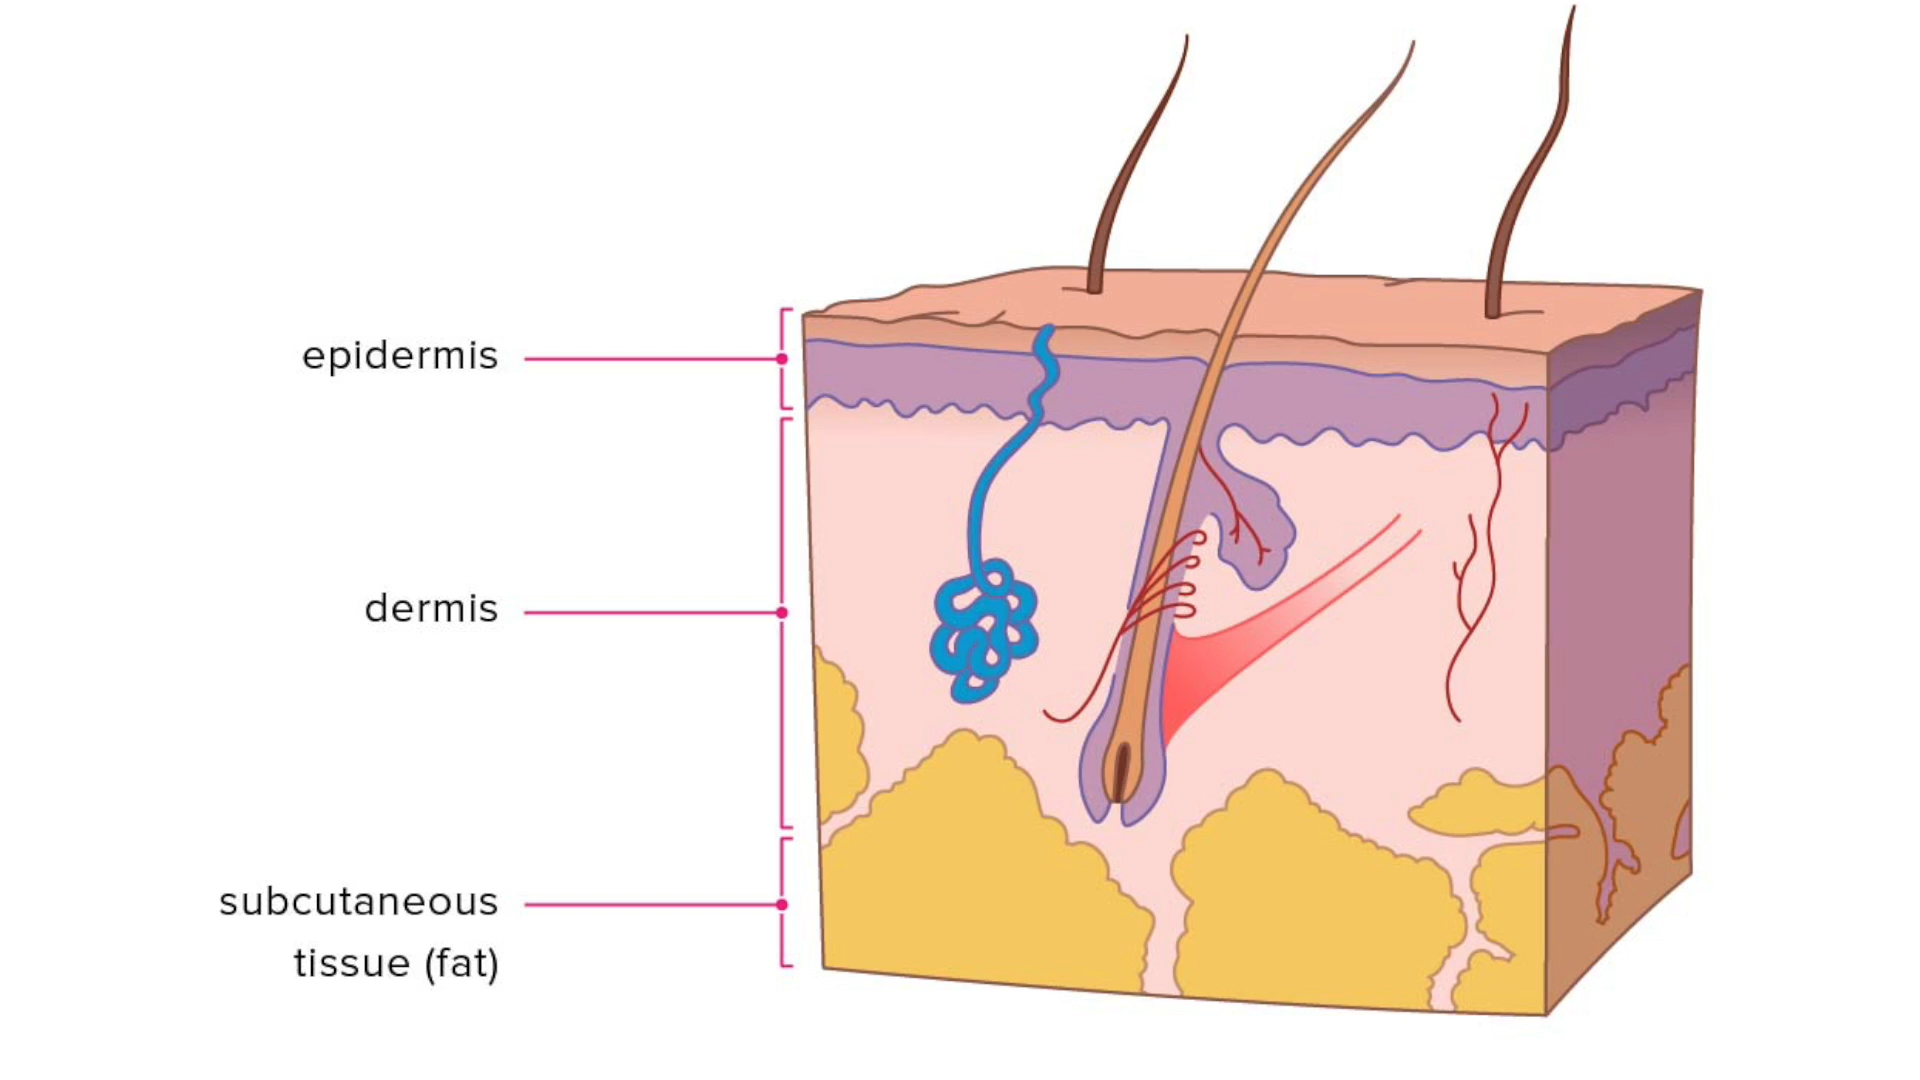 epidermis
dermis
subcutaneous
tissue (fat)